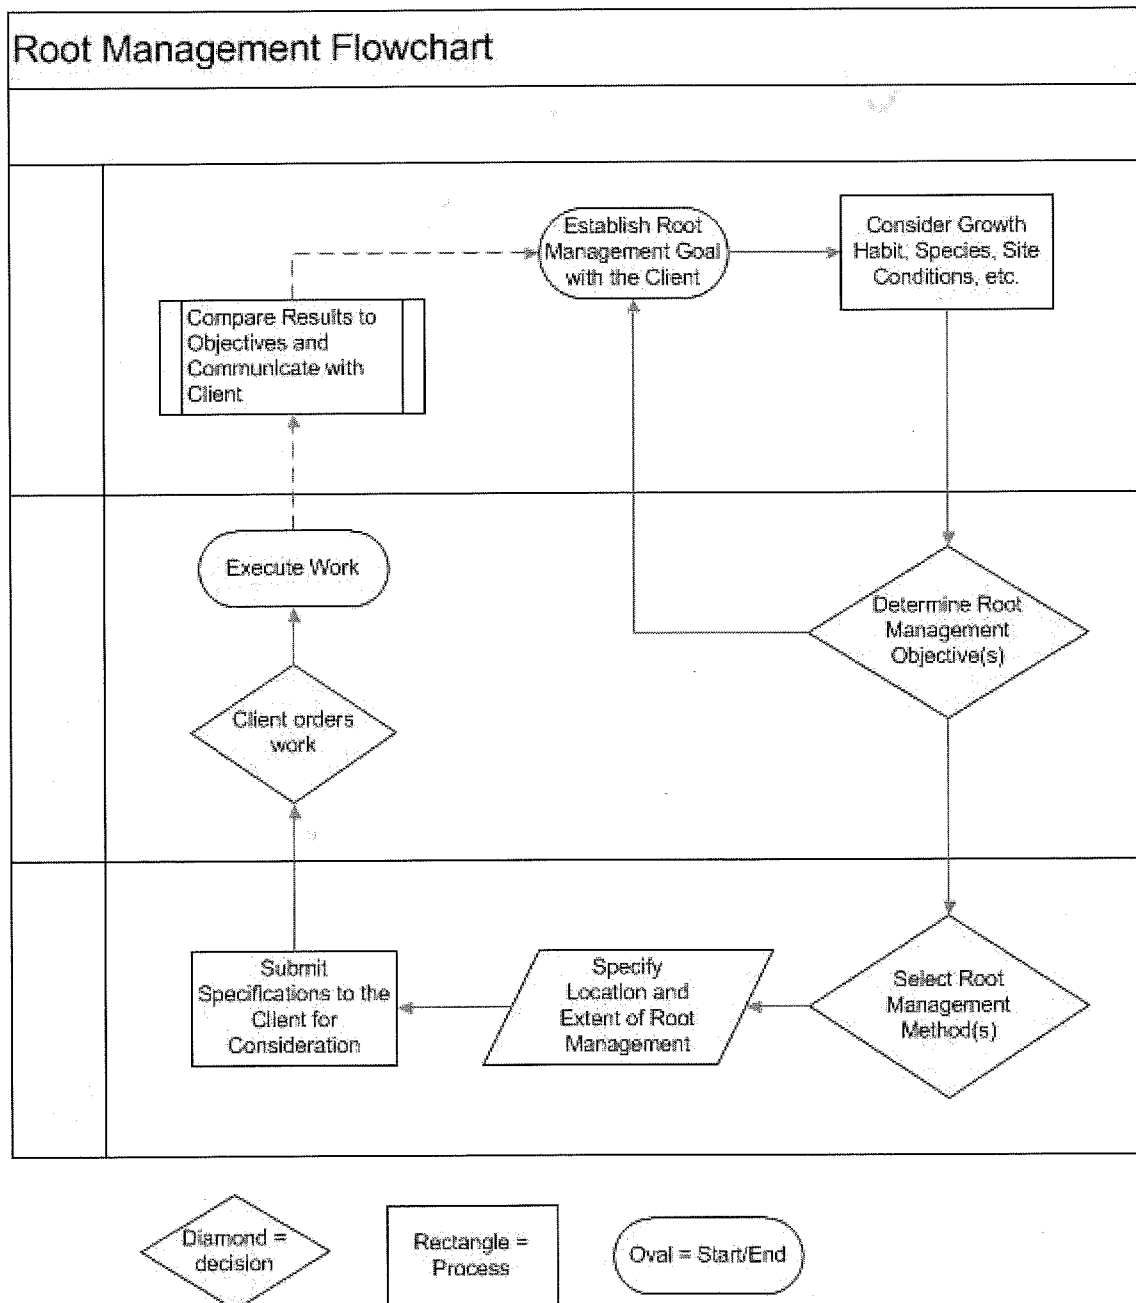 Root Management Flowchart
Establish Root
Management Goal
with the Client
Consider Growth
Habit, Species, Site
Conditions, etc.
Compare Results to
Objectives and
Communicate with
Client
Execute Work
Determine Root
Management
Objective(s)
Client orders
work
Submit
Specifications to the
Client for
Consideration
Specify
Location and
Extent of Root
Management
Select Root
Management
Method(s)
Diamond =
decision
Rectangle =
Process
Oval = Start/End